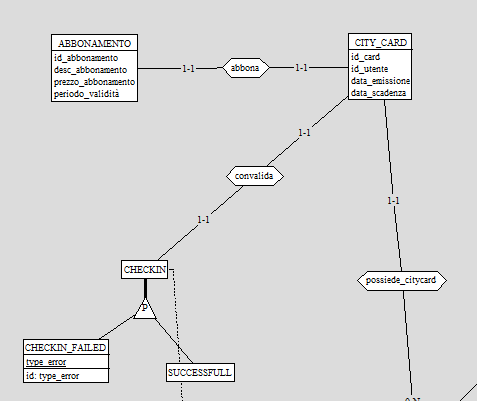 ABBONAMENTO
id_abbonamento
desc_abbonamento
prezzo_abbonamento
periodo_validità
1-1
abbona
1-1
CITY_CARD
id_card
id_utente
data_emissione
data_scadenza
1-1
convalida
1-1
1-1
CHECKIN
possiede_citycard
P
CHECKIN_FAILED
type_error
id: type_error
SUCCESSFULL
0-N